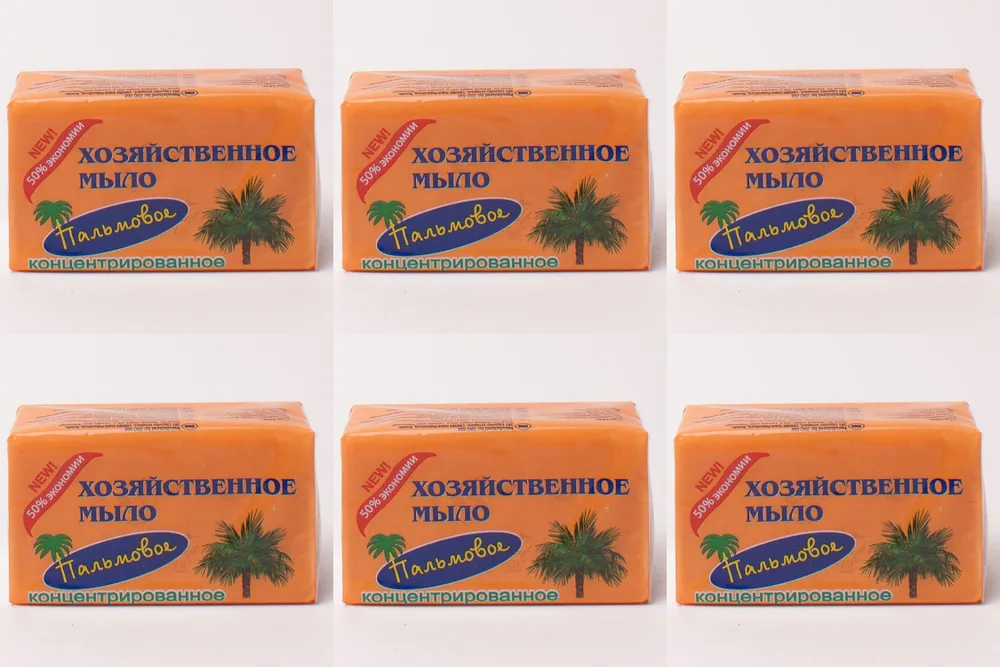 NEW!
50% экономии
ХОЗЯЙСТВЕННОЕ
МЫЛО
Пальмовое
концентрированное
NEW!
50% экономии
ХОЗЯЙСТВЕННОЕ
МЫЛО
Пальмовое
концентрированное
NEW!
50% экономии
ХОЗЯЙСТВЕННОЕ
МЫЛО
Пальмовое
концентрированное
NEW!
50% экономии
ХОЗЯЙСТВЕННОЕ
МЫЛО
Пальмовое
концентрированное
NEW!
50% экономии
ХОЗЯЙСТВЕННОЕ
МЫЛО
Пальмовое
концентрированное
NEW!
50% экономии
ХОЗЯЙСТВЕННОЕ
МЫЛО
Пальмовое
концентрированное